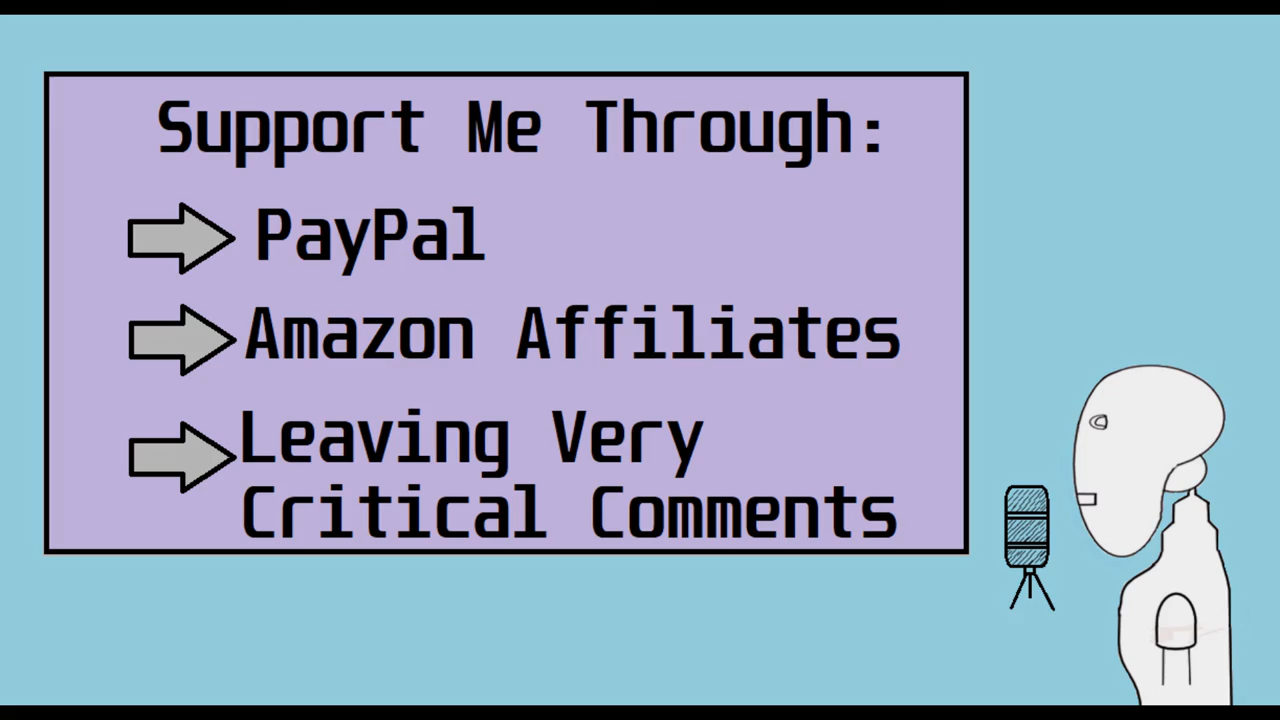 Support Me Through:
PayPal
Amazon Affiliates
Leaving Very
Critical Comments